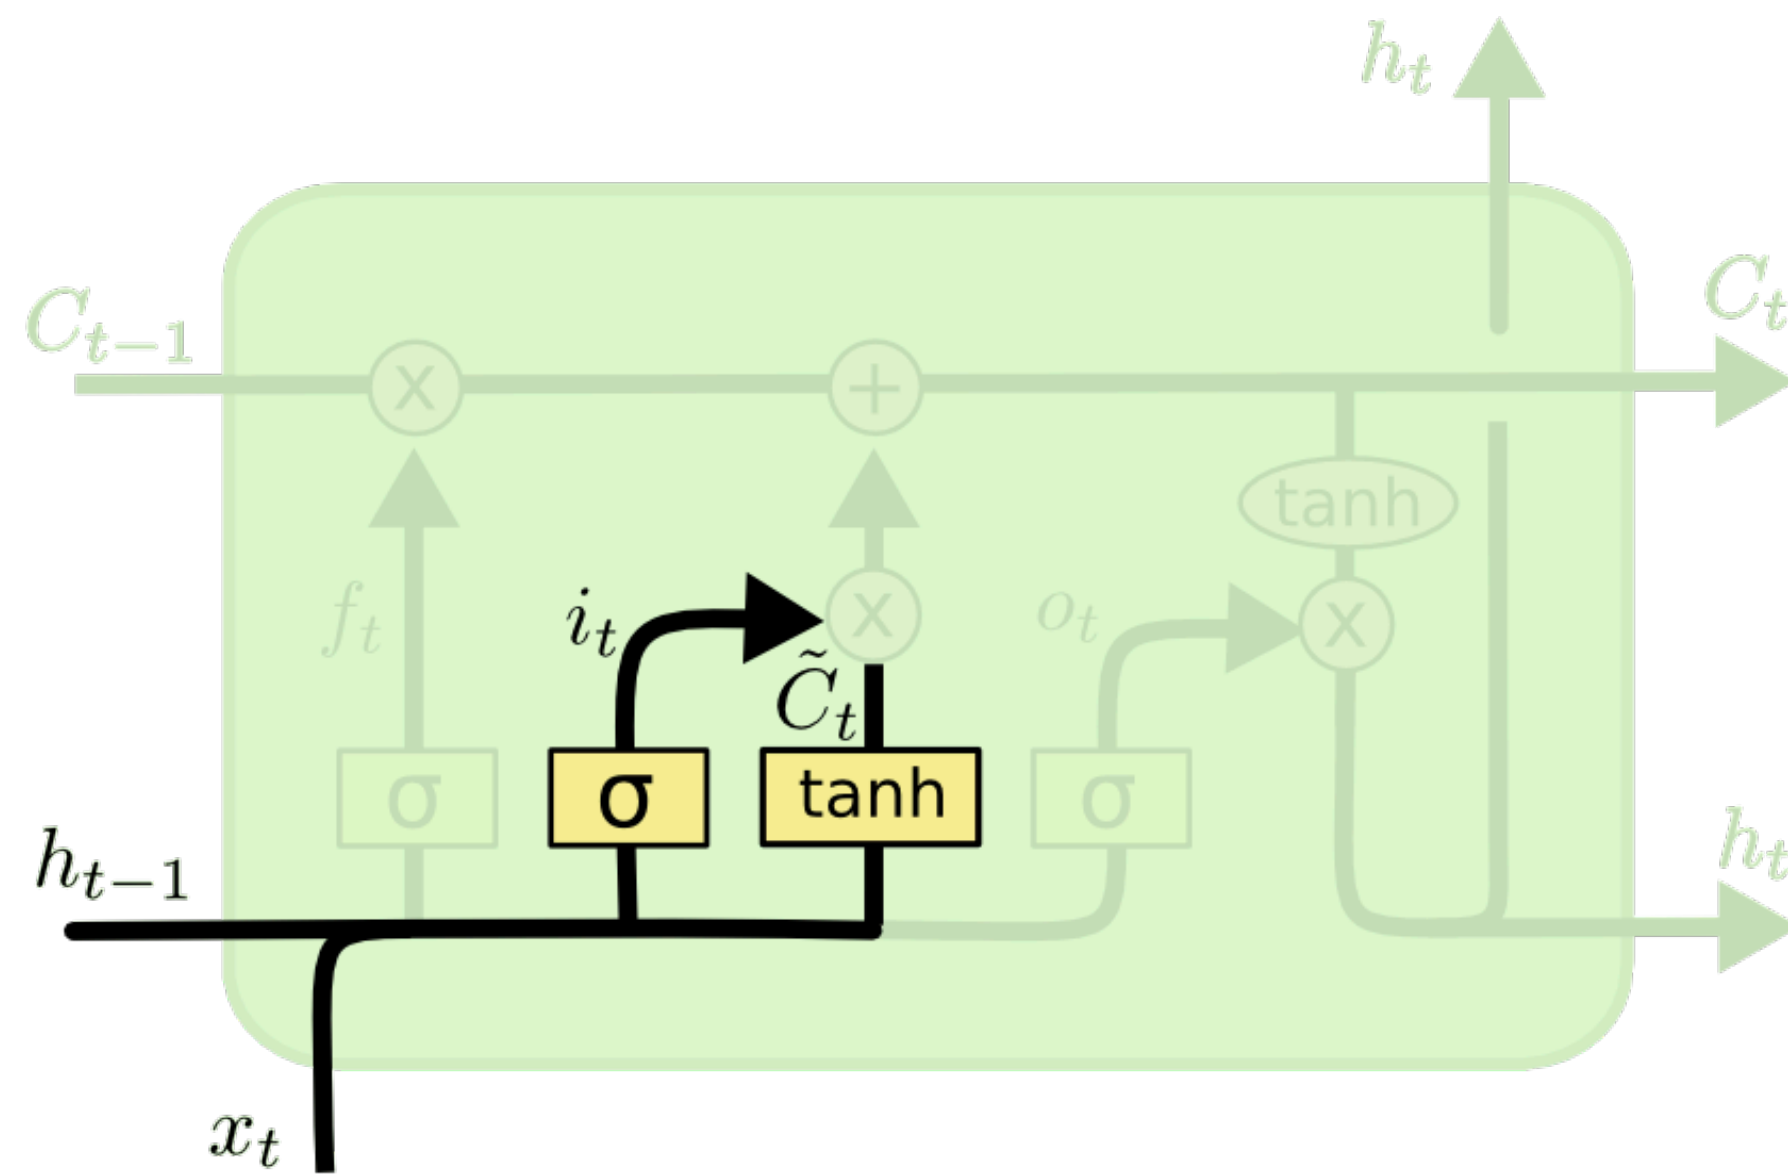 h_t
C_{t-1}
C_t
x
+
tanh
f_t
i_t
x
o_t
x
C̃_t
σ
σ
tanh
σ
h_{t-1}
h_t
x_t